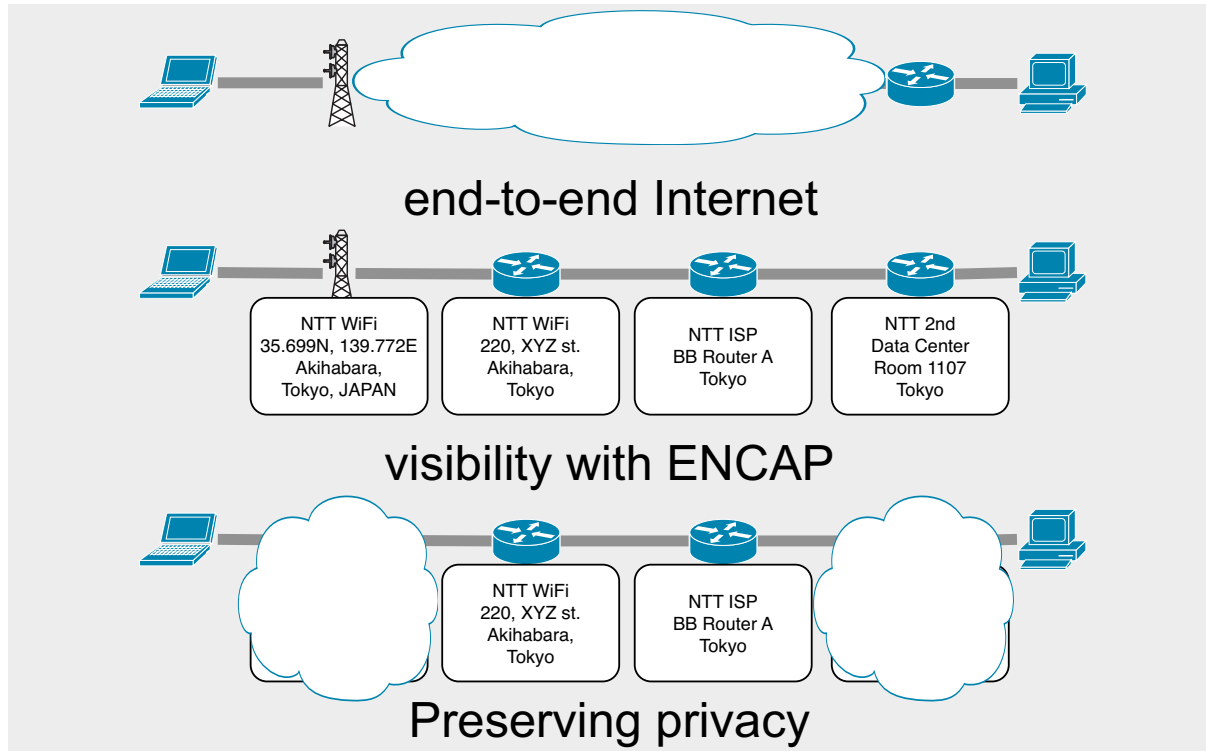 end-to-end Internet
NTT WiFi
35.699N, 139.772E
Akihabara,
Tokyo, JAPAN
NTT WiFi
220, XYZ st.
Akihabara,
Tokyo
NTT ISP
BB Router A
Tokyo
NTT 2nd
Data Center
Room 1107
Tokyo
visibility with ENCAP
NTT WiFi
220, XYZ st.
Akihabara,
Tokyo
NTT ISP
BB Router A
Tokyo
Preserving privacy